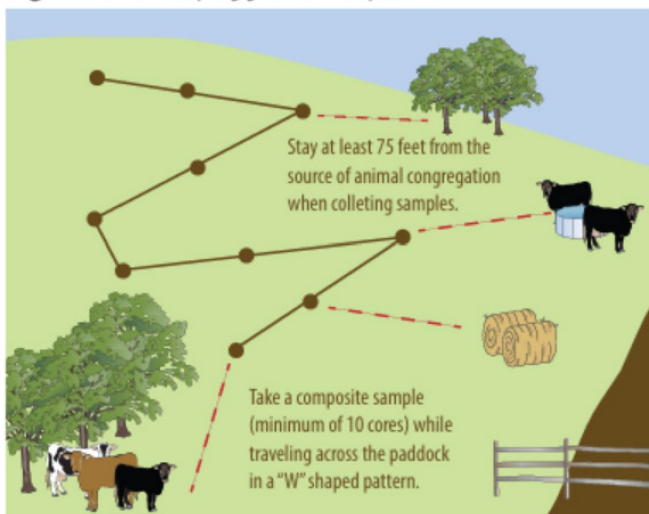 Stay at least 75 feet from the
source of animal congregation
when colleting samples.
Take a composite sample
(minimum of 10 cores) while
traveling across the paddock
in a "W" shaped pattern.